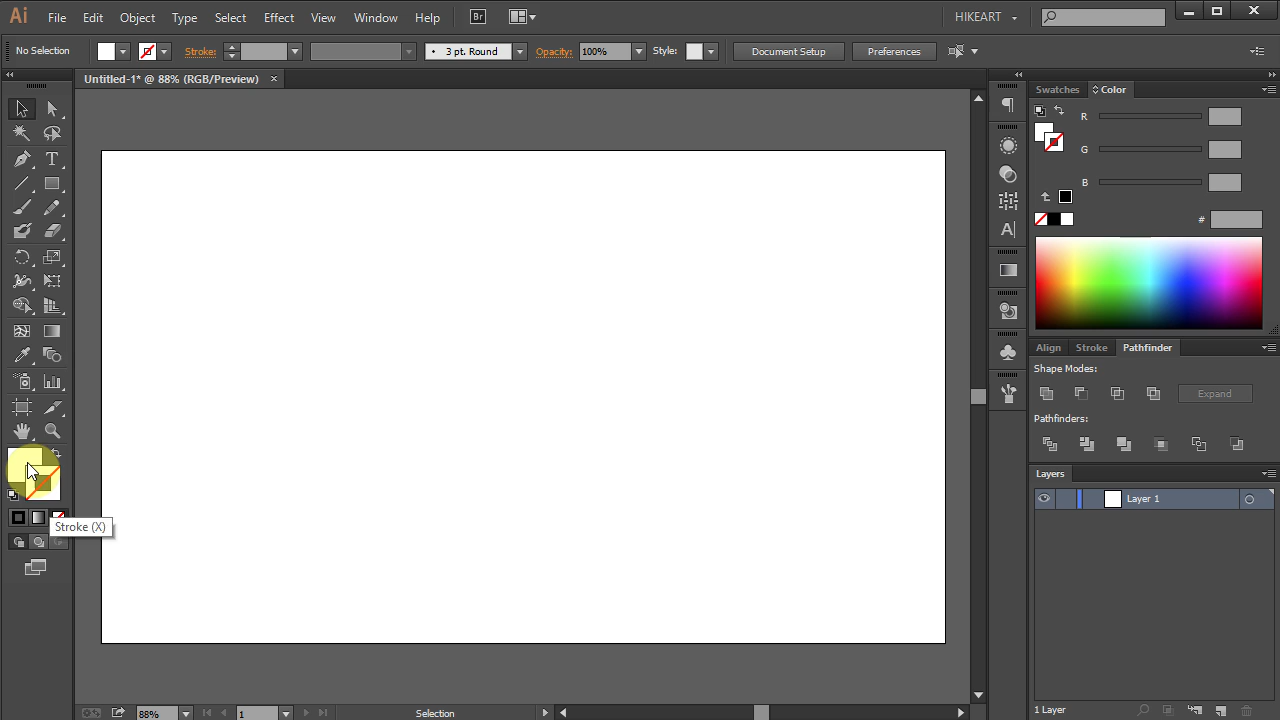 Ai File Edit Object Type Select Effect View Window Help Br HIKEART
No Selection Stroke: 3 pt. Round Opacity: 100% Style: Document Setup Preferences
Untitled-1* @ 88% (RGB/Preview) ×
Swatches Color
R
G
B
#
Align Stroke Pathfinder
Shape Modes:
Expand
Pathfinders:
Layers
Layer 1
Stroke (X)
88% 1 Selection
1 Layer